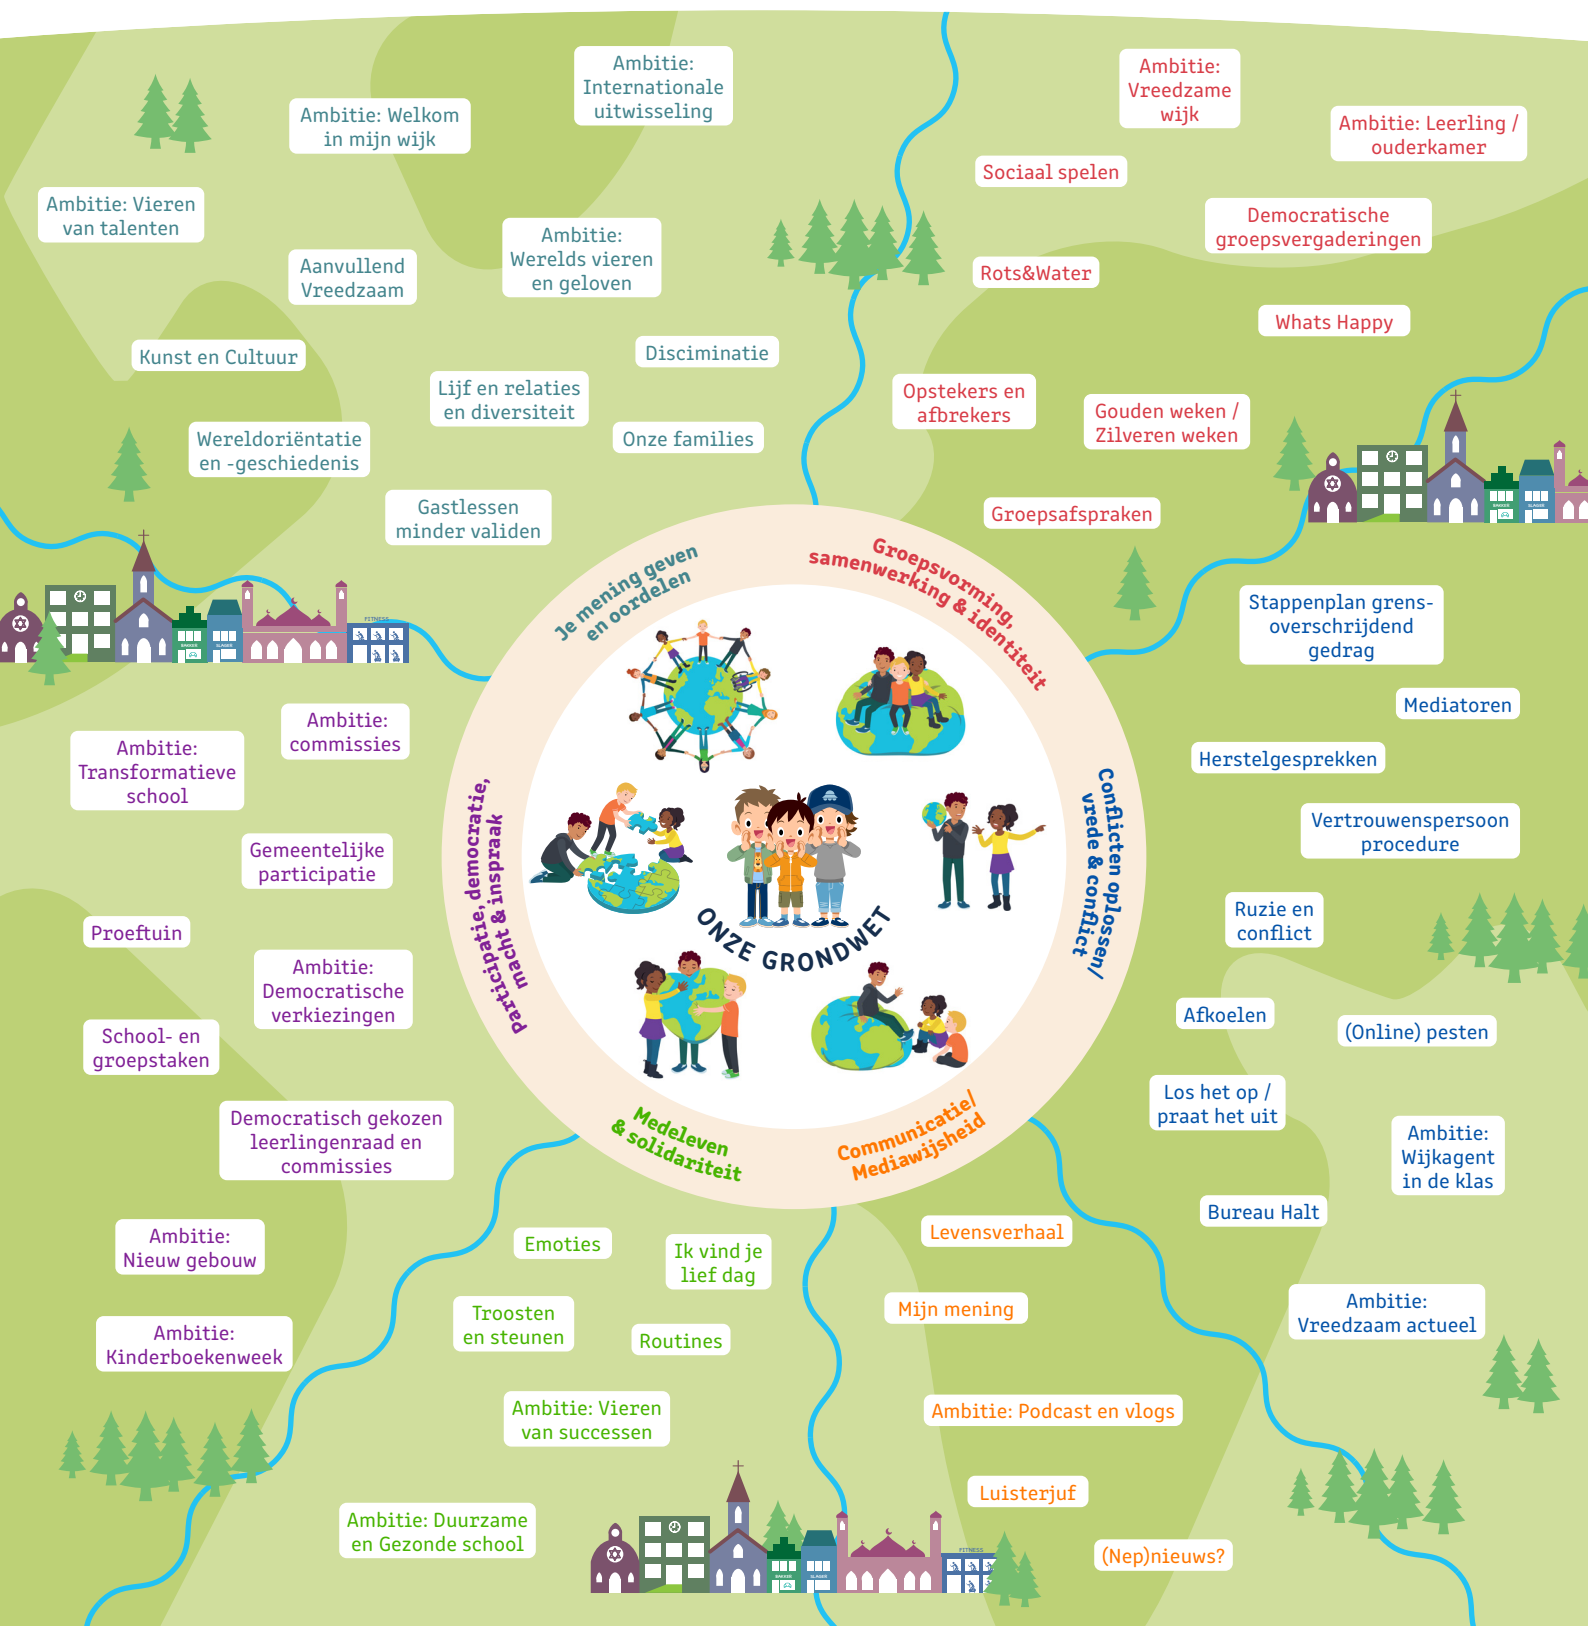 Ambitie:
Internationale
uitwisseling
Ambitie: Welkom
in mijn wijk
Ambitie: Vieren
van talenten
Ambitie:
Werelds vieren
en geloven
Aanvullend
Vreedzaam
Kunst en Cultuur
Disciminatie
Lijf en relaties
en diversiteit
Wereldoriëntatie
en -geschiedenis
Onze families
Gastlessen
minder validen
Ambitie:
Vreedzame
wijk
Ambitie: Leerling /
ouderkamer
Sociaal spelen
Democratische
groepsvergaderingen
Rots&Water
Whats Happy
Opstekers en
afbrekers
Gouden weken /
Zilveren weken
Groepsafspraken
Je mening geven
en oordelen
Groepsvorming,
samenwerking & identiteit
Conflicten oplossen/
vrede & conflict
Communicatie/
Mediawijsheid
Medeleven
& solidariteit
Participatie, democratie,
macht & inspraak
ONZE GRONDWET
Stappenplan grens-
overschrijdend
gedrag
Mediatoren
Herstelgesprekken
Vertrouwenspersoon
procedure
Ruzie en
conflict
Afkoelen
(Online) pesten
Los het op /
praat het uit
Ambitie:
Wijkagent
in de klas
Bureau Halt
Ambitie:
Vreedzaam actueel
Ambitie:
commissies
Ambitie:
Transformatieve
school
Gemeentelijke
participatie
Proeftuin
Ambitie:
Democratische
verkiezingen
School- en
groepstaken
Democratisch gekozen
leerlingenraad en
commissies
Ambitie:
Nieuw gebouw
Ambitie:
Kinderboekenweek
Emoties
Ik vind je
lief dag
Troosten
en steunen
Routines
Ambitie: Vieren
van successen
Ambitie: Duurzame
en Gezonde school
Levensverhaal
Mijn mening
Ambitie: Podcast en vlogs
Luisterjuf
(Nep)nieuws?
BAKKER
SLAGER
FITNESS
BAKKER
SLAGER
BAKKER
SLAGER
FITNESS